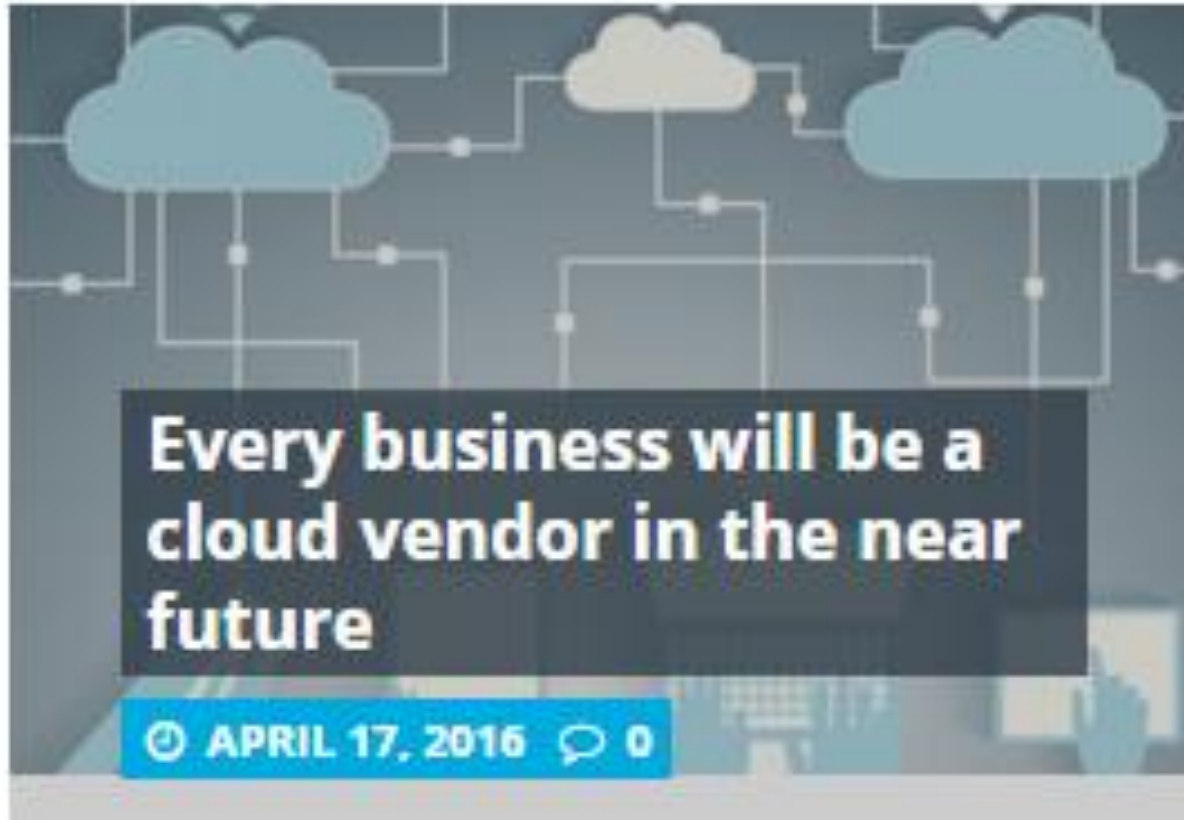 Every business will be a
cloud vendor in the near
future
APRIL 17, 2016 0